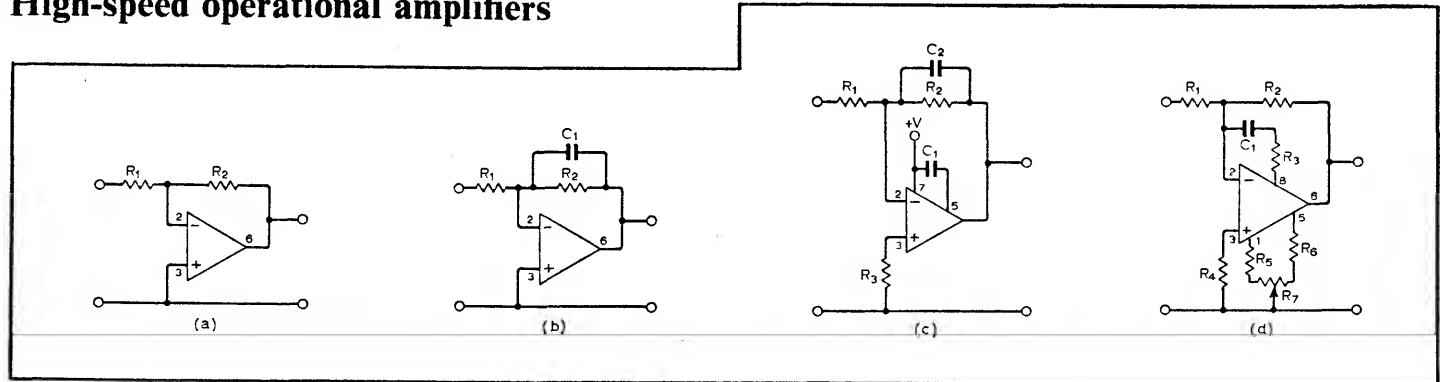 High-speed operational amplifiers
R1 R2 2 − 3 + 6
(a)
C1 R1 R2 2 − 3 + 6
(b)
C2 R1 R2 +V C1 7 2 − 5 3 + R3
(c)
R1 R2 C1 R3 8 2 − 6 5 3 + 1 R4 R5 R6 R7
(d)